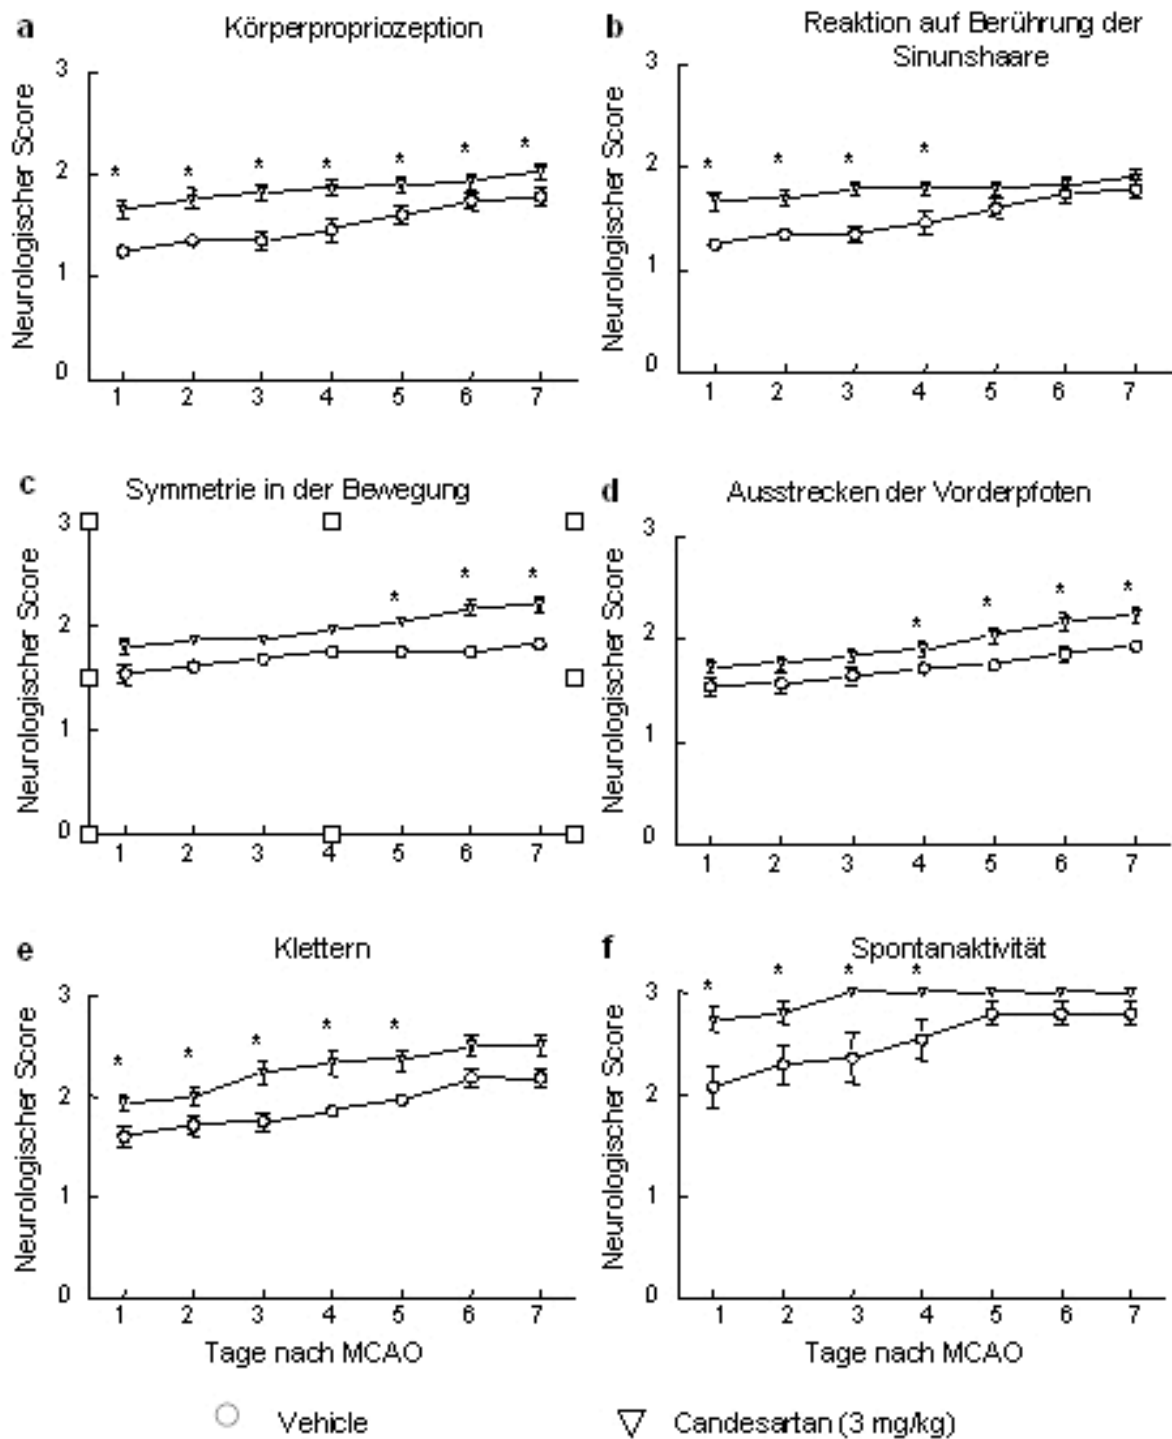 a Körperpropriozeption
b Reaktion auf Berührung der
Sinunshaare
Neurologischer Score
3
* * * * * * *
2
1
0
1 2 3 4 5 6 7
Neurologischer Score
3
* * * *
2
1
0
1 2 3 4 5 6 7
c Symmetrie in der Bewegung
Neurologischer Score
3
* * *
2
1
0
1 2 3 4 5 6 7
d Ausstrecken der Vorderpfoten
Neurologischer Score
3
* * * *
2
1
0
1 2 3 4 5 6 7
e Klettern
Neurologischer Score
3
* * * * *
2
1
0
1 2 3 4 5 6 7
Tage nach MCAO
f Spontanaktivität
Neurologischer Score
* * * *
3
2
1
0
1 2 3 4 5 6 7
Tage nach MCAO
Vehicle
Candesartan (3 mg/kg)